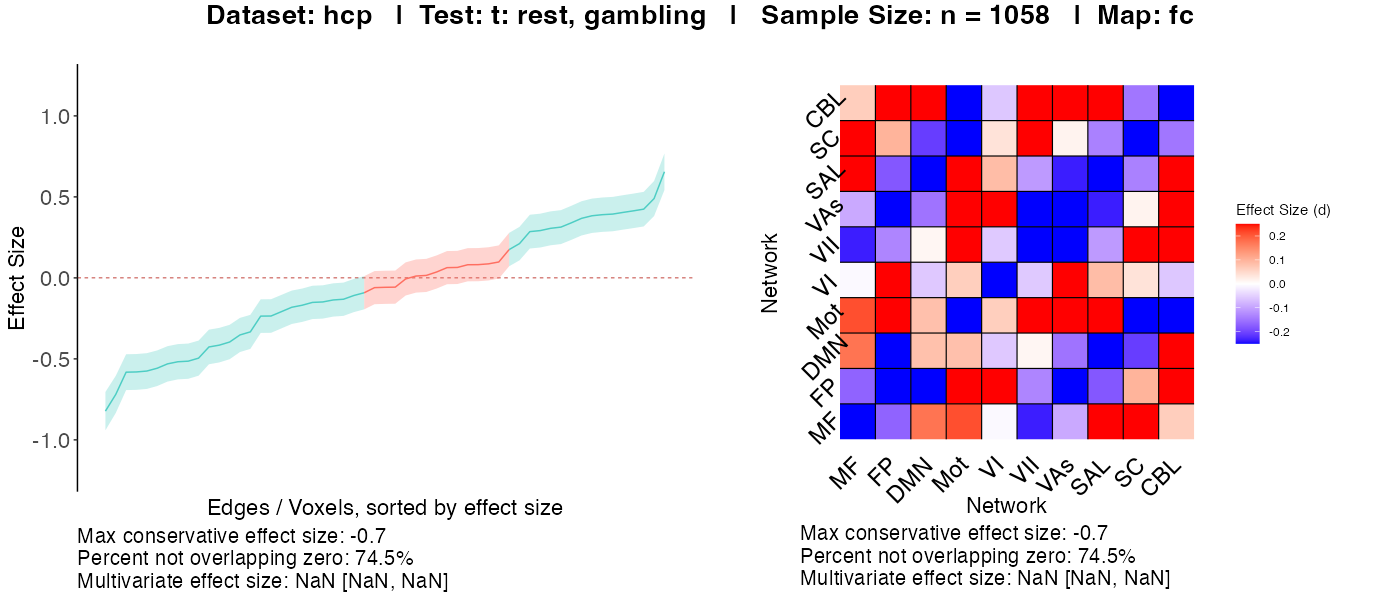 Dataset: hcp | Test: t: rest, gambling | Sample Size: n = 1058 | Map: fc
1.0
0.5
0.0
-0.5
-1.0
Effect Size
Edges / Voxels, sorted by effect size
Max conservative effect size: -0.7
Percent not overlapping zero: 74.5%
Multivariate effect size: NaN [NaN, NaN]
Network
CBL
SC
SAL
VAs
VII
VI
Mot
DMN
FP
MF
MF FP DMN Mot VI VII VAs SAL SC CBL
Network
Max conservative effect size: -0.7
Percent not overlapping zero: 74.5%
Multivariate effect size: NaN [NaN, NaN]
Effect Size (d)
0.2
0.1
0.0
-0.1
-0.2